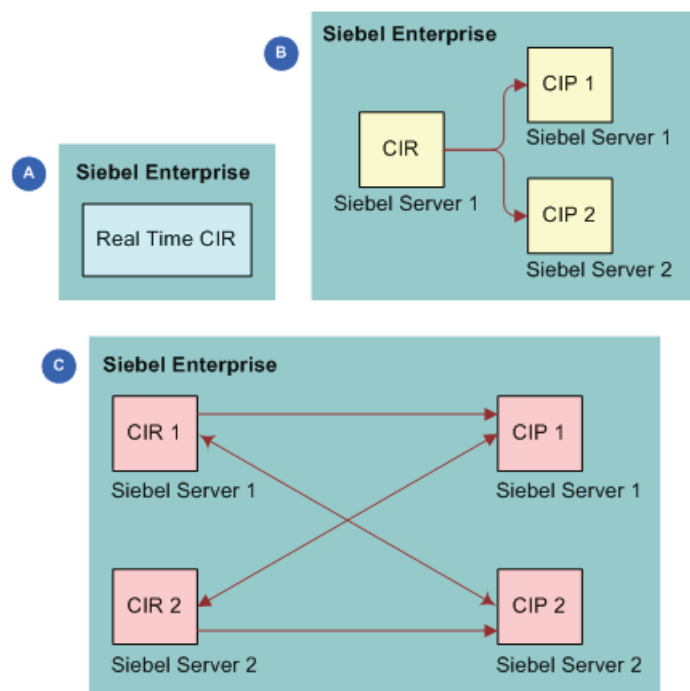 A
Siebel Enterprise
Real Time CIR
B
Siebel Enterprise
CIR
Siebel Server 1
CIP 1
Siebel Server 1
CIP 2
Siebel Server 2
C
Siebel Enterprise
CIR 1
Siebel Server 1
CIP 1
Siebel Server 1
CIR 2
Siebel Server 2
CIP 2
Siebel Server 2